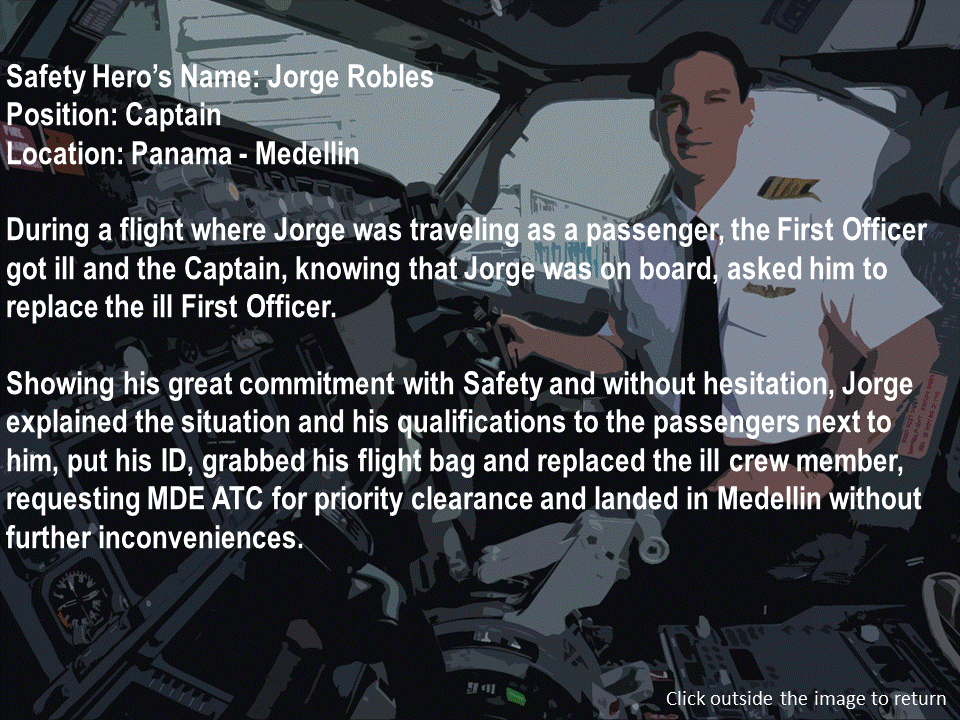 Safety Hero's Name: Jorge Robles
Position: Captain
Location: Panama - Medellin
During a flight where Jorge was traveling as a passenger, the First Officer
got ill and the Captain, knowing that Jorge was on board, asked him to
replace the ill First Officer.
Showing his great commitment with Safety and without hesitation, Jorge
explained the situation and his qualifications to the passengers next to
him, put his ID, grabbed his flight bag and replaced the ill crew member,
requesting MDE ATC for priority clearance and landed in Medellin without
further inconveniences.
Click outside the image to return